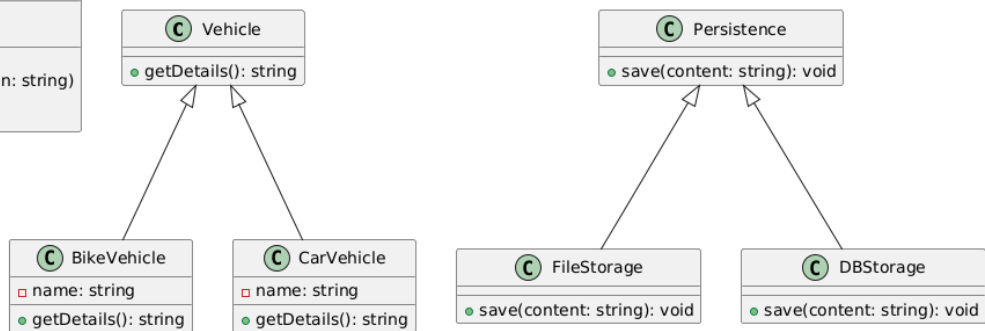 n: string)
C Vehicle
getDetails(): string
C Persistence
save(content: string): void
C BikeVehicle
name: string
getDetails(): string
C CarVehicle
name: string
getDetails(): string
C FileStorage
save(content: string): void
C DBStorage
save(content: string): void